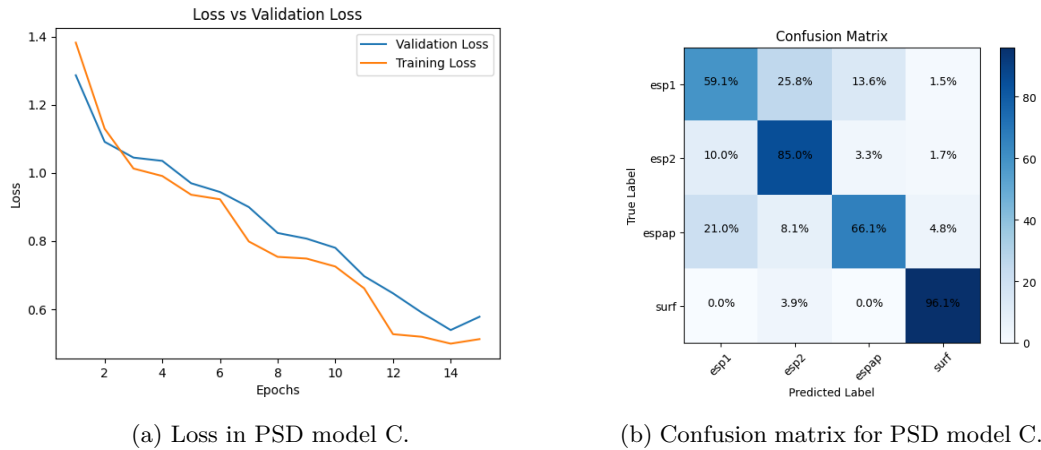 Loss vs Validation Loss
Validation Loss
Training Loss
1.4
1.2
1.0
0.8
0.6
Loss
2 4 6 8 10 12 14
Epochs
(a) Loss in PSD model C.
Confusion Matrix
True Label
esp1 59.1% 25.8% 13.6% 1.5%
esp2 10.0% 85.0% 3.3% 1.7%
espap 21.0% 8.1% 66.1% 4.8%
surf 0.0% 3.9% 0.0% 96.1%
esp1 esp2 espap surf
Predicted Label
80
60
40
20
0
(b) Confusion matrix for PSD model C.